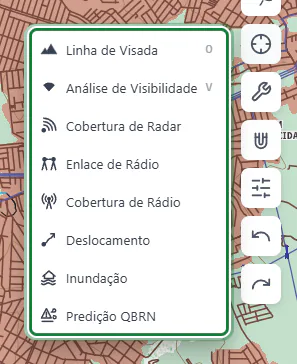 Linha de Visada O
Análise de Visibilidade V
Cobertura de Radar
Enlace de Rádio
Cobertura de Rádio
Deslocamento
Inundação
Predição QBRN
IDA